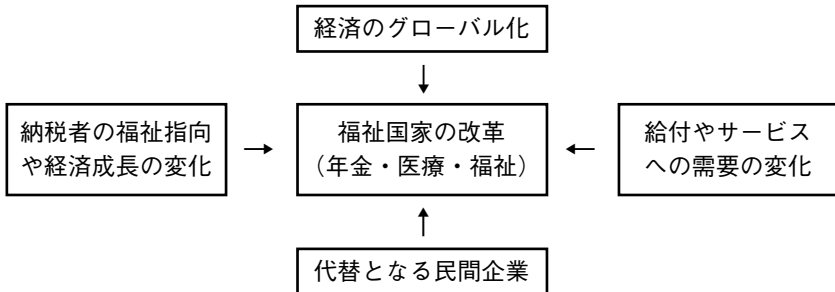 経済のグローバル化
納税者の福祉指向
や経済成長の変化
福祉国家の改革
（年金・医療・福祉）
給付やサービス
への需要の変化
代替となる民間企業